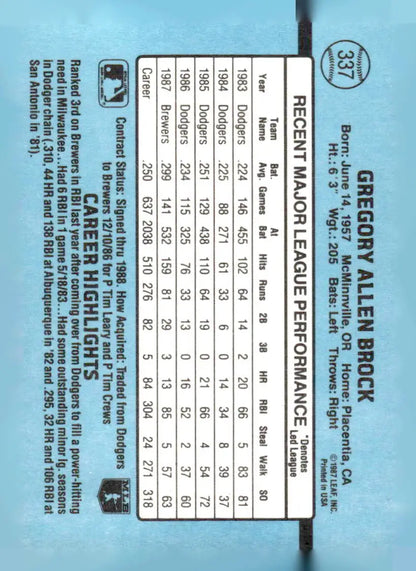 337
GREGORY ALLEN BROCK
©1987 LEAF, INC.
Printed in USA
Born: June 14, 1957 McMinnville, OR Home: Placentia, CA
Ht.: 6'3" Wgt.: 205 Bats: Left Throws: Right
RECENT MAJOR LEAGUE PERFORMANCE *Denotes Led League
Year Team Name Bat. Avg. Games At Bat Hits Runs 2B 3B HR RBI Steal Walk SO
1983 Dodgers .224 146 455 102 64 14 2 20 66 5 83 81
1984 Dodgers .225 88 271 61 33 6 0 14 34 8 39 37
1985 Dodgers .251 129 438 110 64 19 0 21 66 4 54 72
1986 Dodgers .234 115 325 76 33 13 0 16 52 2 37 60
1987 Brewers .299 141 532 159 81 29 3 13 85 5 57 63
Career .250 637 2038 510 276 82 5 84 304 24 271 318
Contract Status: Signed thru 1988. How Acquired: Traded from Dodgers
to Brewers 12/10/86 for P Tim Leary and P Tim Crews
CAREER HIGHLIGHTS
Ranked 3rd on Brewers in RBI last year after coming over from Dodgers to fill a power-hitting
need in Milwaukee... Had 6 RBI in 1 game 5/18/83... Had some outstanding minor lg. seasons
in Dodger chain (.310, 44 HR and 138 RBI at Albuquerque in '82 and .295, 32 HR and 106 RBI at
San Antonio in '81).